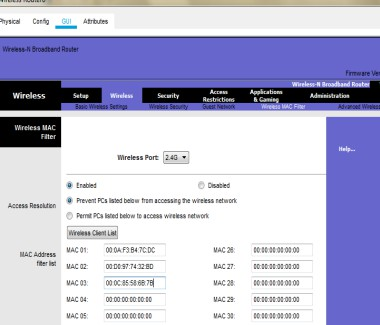 Physical Config GUI Attributes
Wireless-N Broadband Router
Firmware Ver
Wireless-N Broadband Router
Wireless
Setup Wireless Security Access Restrictions Applications & Gaming Administration
Basic Wireless Settings Wireless Security Guest Network Wireless MAC Filter Advanced Wireless
Wireless MAC Filter
Help...
Wireless Port: 2.4G
Enabled Disabled
Access Resolution
Prevent PCs listed below from accessing the wireless network
Permit PCs listed below to access wireless network
Wireless Client List
MAC Address filter list
MAC 01: 00:0A:F3:B4:7C:DC MAC 26: 00:00:00:00:00:00
MAC 02: 00:D0:97:74:32:BD MAC 27: 00:00:00:00:00:00
MAC 03: 00:0C:85:58:6B:7B MAC 28: 00:00:00:00:00:00
MAC 04: 00:00:00:00:00:00 MAC 29: 00:00:00:00:00:00
MAC 05: 00:00:00:00:00:00 MAC 30: 00:00:00:00:00:00